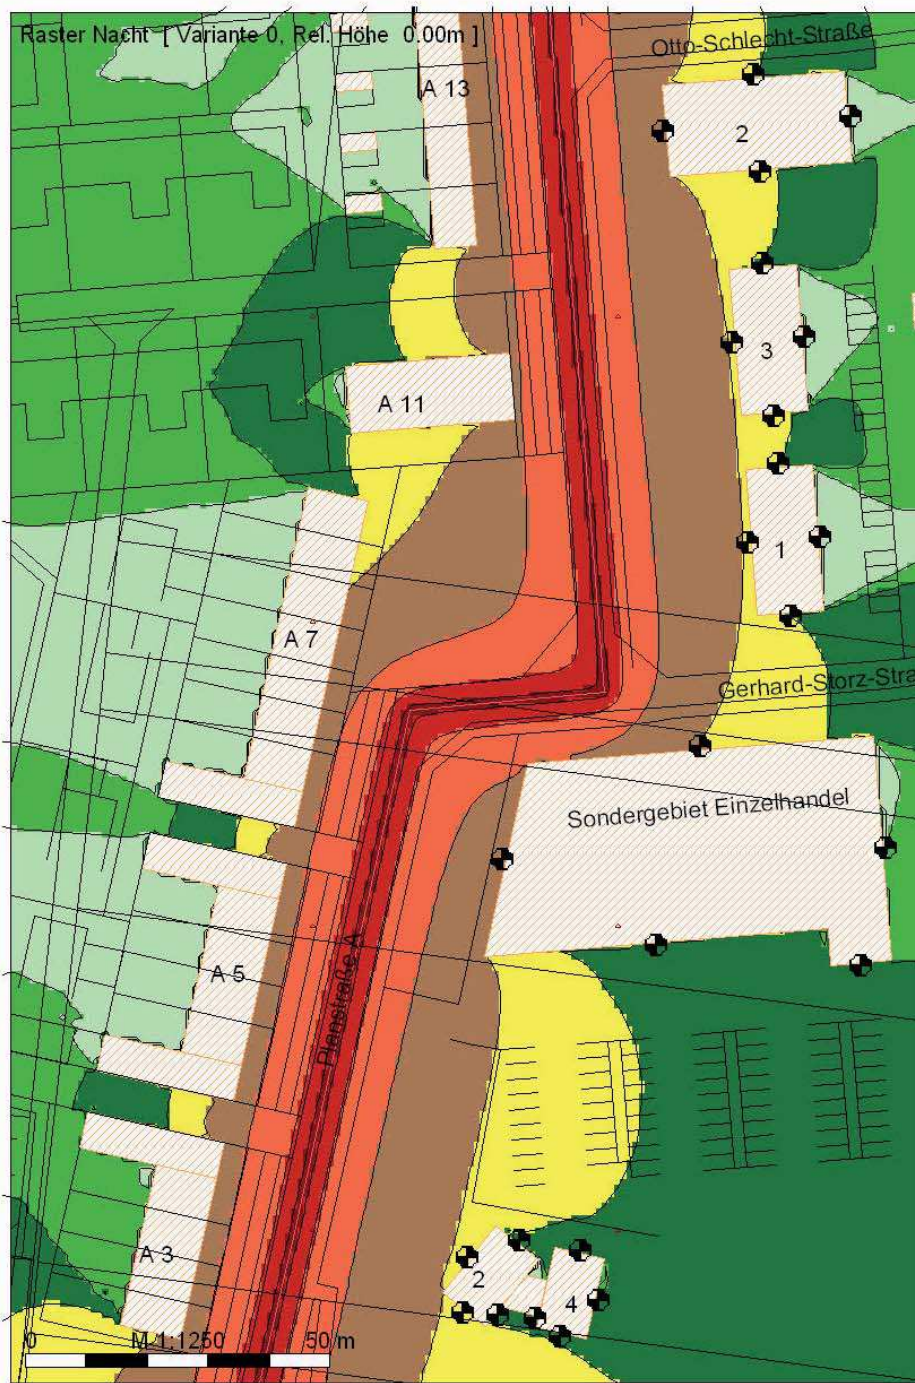 Raster Nacht [ Variante 0, Rel. Höhe 0.00m ]
Otto-Schlecht-Straße
A 13
2
3
A 11
1
A 7
Gerhard-Storz-Stra
Sondergebiet Einzelhandel
A 5
Planstraße A
A 3
2
4
0 M 1:1250 50 m